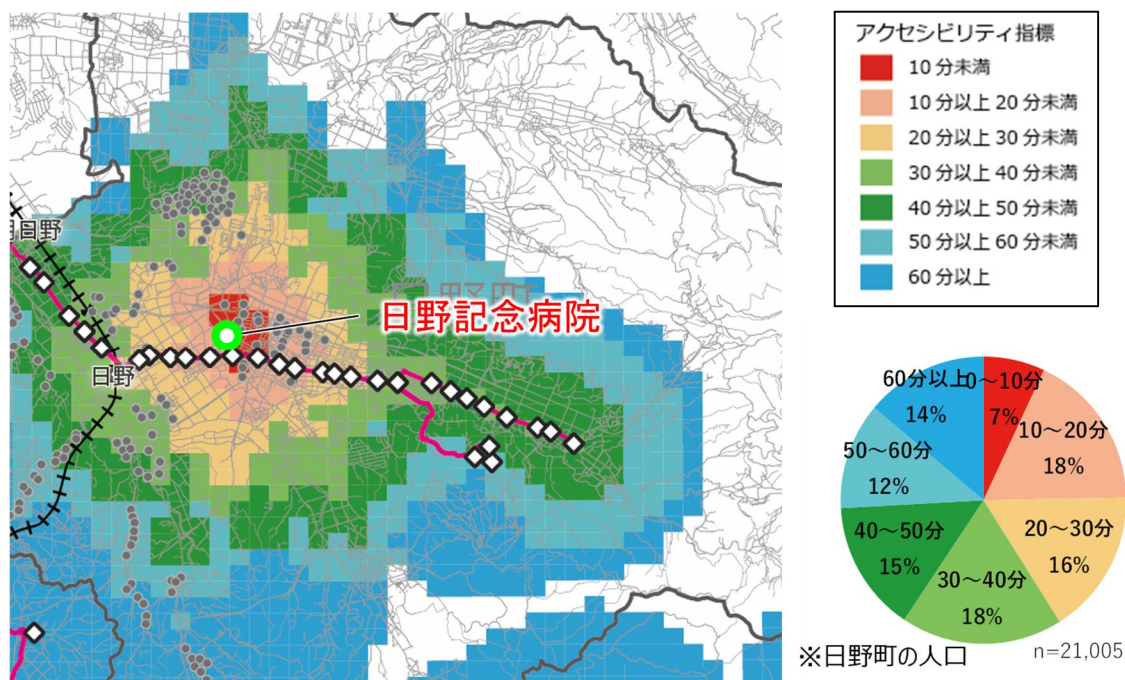 アクセシビリティ指標
10分未満
10分以上20分未満
20分以上30分未満
30分以上40分未満
40分以上50分未満
50分以上60分未満
60分以上
日野
日野町
日野記念病院
日野
60分以上
14%
0～10分
7%
10～20分
18%
50～60分
12%
20～30分
16%
40～50分
15%
30～40分
18%
※日野町の人口
n=21,005